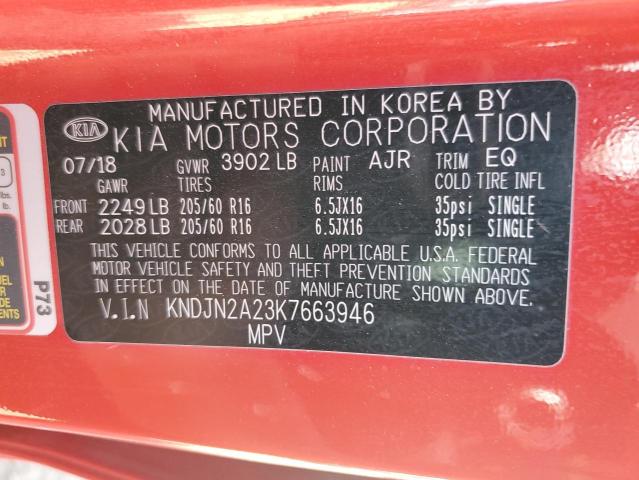 MANUFACTURED IN KOREA BY
KIA KIA MOTORS CORPORATION
07/18 GVWR 3902 LB PAINT AJR TRIM EQ
GAWR TIRES RIMS COLD TIRE INFL
FRONT 2249 LB 205/60 R16 6.5JX16 35psi SINGLE
REAR 2028 LB 205/60 R16 6.5JX16 35psi SINGLE
THIS VEHICLE CONFORMS TO ALL APPLICABLE U.S.A. FEDERAL
MOTOR VEHICLE SAFETY AND THEFT PREVENTION STANDARDS
IN EFFECT ON THE DATE OF MANUFACTURE SHOWN ABOVE.
V.I.N KNDJN2A23K7663946
MPV
P73